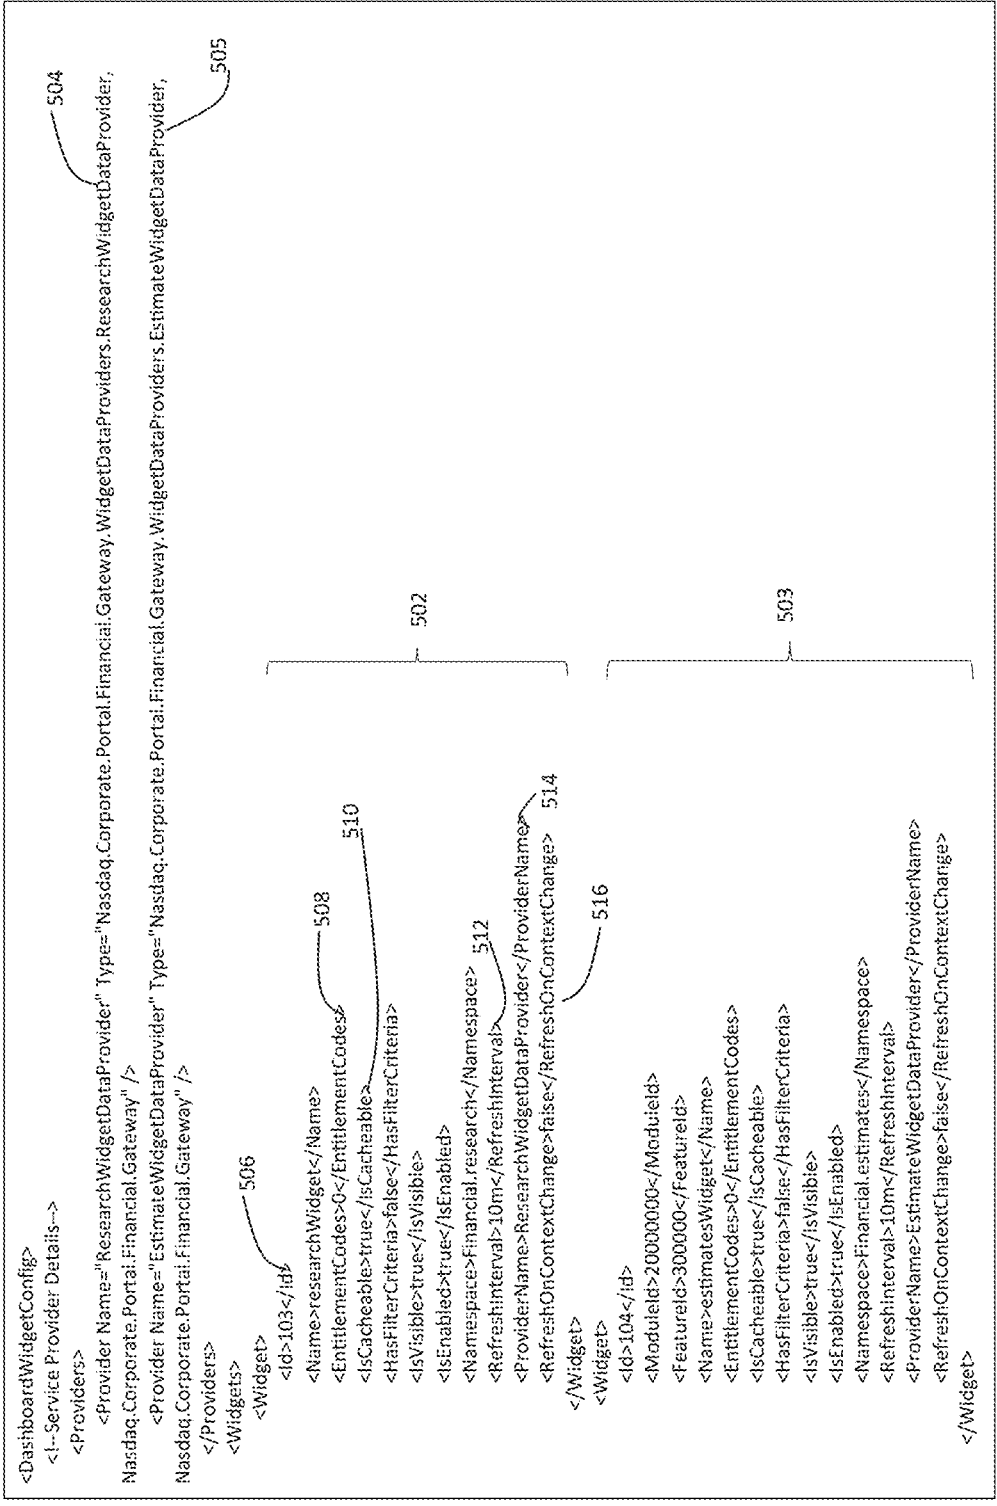 <DashboardWidgetConfig>
<!--Service Provider Details-->
<Providers>
<Provider Name="ResearchWidgetDataProvider" Type="Nasdaq.Corporate.Portal.Financial.Gateway.WidgetDataProviders.ResearchWidgetDataProvider,
504
Nasdaq.Corporate.Portal.Financial.Gateway" />
<Provider Name="EstimateWidgetDataProvider" Type="Nasdaq.Corporate.Portal.Financial.Gateway.WidgetDataProviders.EstimateWidgetDataProvider,
505
Nasdaq.Corporate.Portal.Financial.Gateway" />
</Providers>
<Widgets>
<Widget>
506
<Id>103</Id>
<Name>researchWidget</Name>
508
<EntitlementCodes>0</EntitlementCodes>
510
<IsCacheable>true</IsCacheable>
<HasFilterCriteria>false</HasFilterCriteria>
<IsVisible>true</IsVisible>
502
<IsEnabled>true</IsEnabled>
<Namespace>Financial.research</Namespace>
512
<RefreshInterval>10m</RefreshInterval>
<ProviderName>ResearchWidgetDataProvider</ProviderName>
514
<RefreshOnContextChange>false</RefreshOnContextChange>
516
</Widget>
<Widget>
<Id>104</Id>
<ModuleId>20000000</ModuleId>
<FeatureId>300000</FeatureId>
<Name>estimatesWidget</Name>
<EntitlementCodes>0</EntitlementCodes>
<IsCacheable>true</IsCacheable>
<HasFilterCriteria>false</HasFilterCriteria>
503
<IsVisible>true</IsVisible>
<IsEnabled>true</IsEnabled>
<Namespace>Financial.estimates</Namespace>
<RefreshInterval>10m</RefreshInterval>
<ProviderName>EstimateWidgetDataProvider</ProviderName>
<RefreshOnContextChange>false</RefreshOnContextChange>
</Widget>